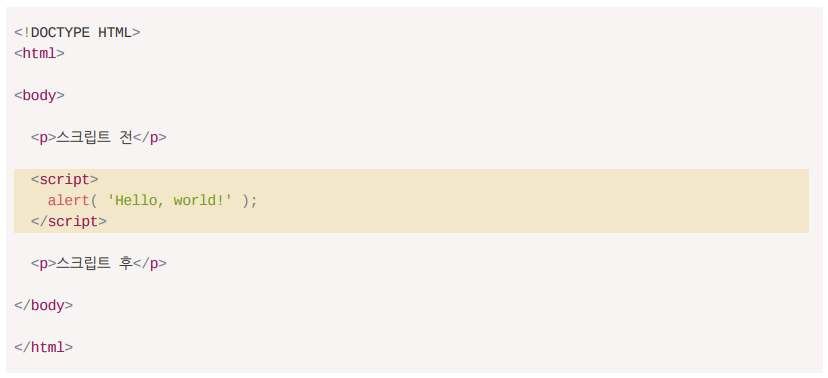 <!DOCTYPE HTML>
<html>
<body>
<p>스크립트 전</p>
<script>
alert( 'Hello, world!' );
</script>
<p>스크립트 후</p>
</body>
</html>